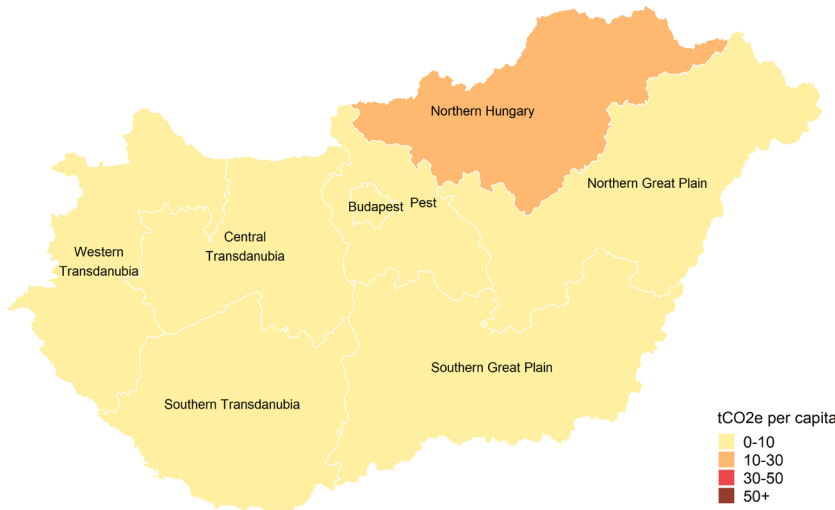 Northern Hungary
Northern Great Plain
Budapest
Pest
Western
Transdanubia
Central
Transdanubia
Southern Great Plain
Southern Transdanubia
tCO2e per capita
0-10
10-30
30-50
50+